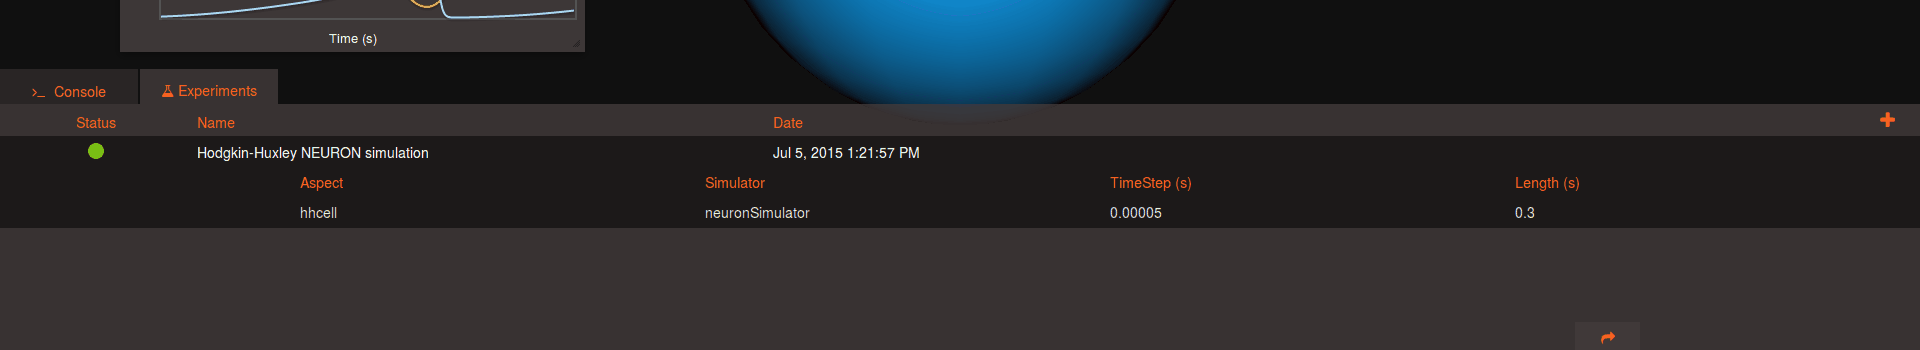 Time (s)
>_ Console Experiments
Status Name Date
Hodgkin-Huxley NEURON simulation Jul 5, 2015 1:21:57 PM
Aspect Simulator TimeStep (s) Length (s)
hhcell neuronSimulator 0.00005 0.3